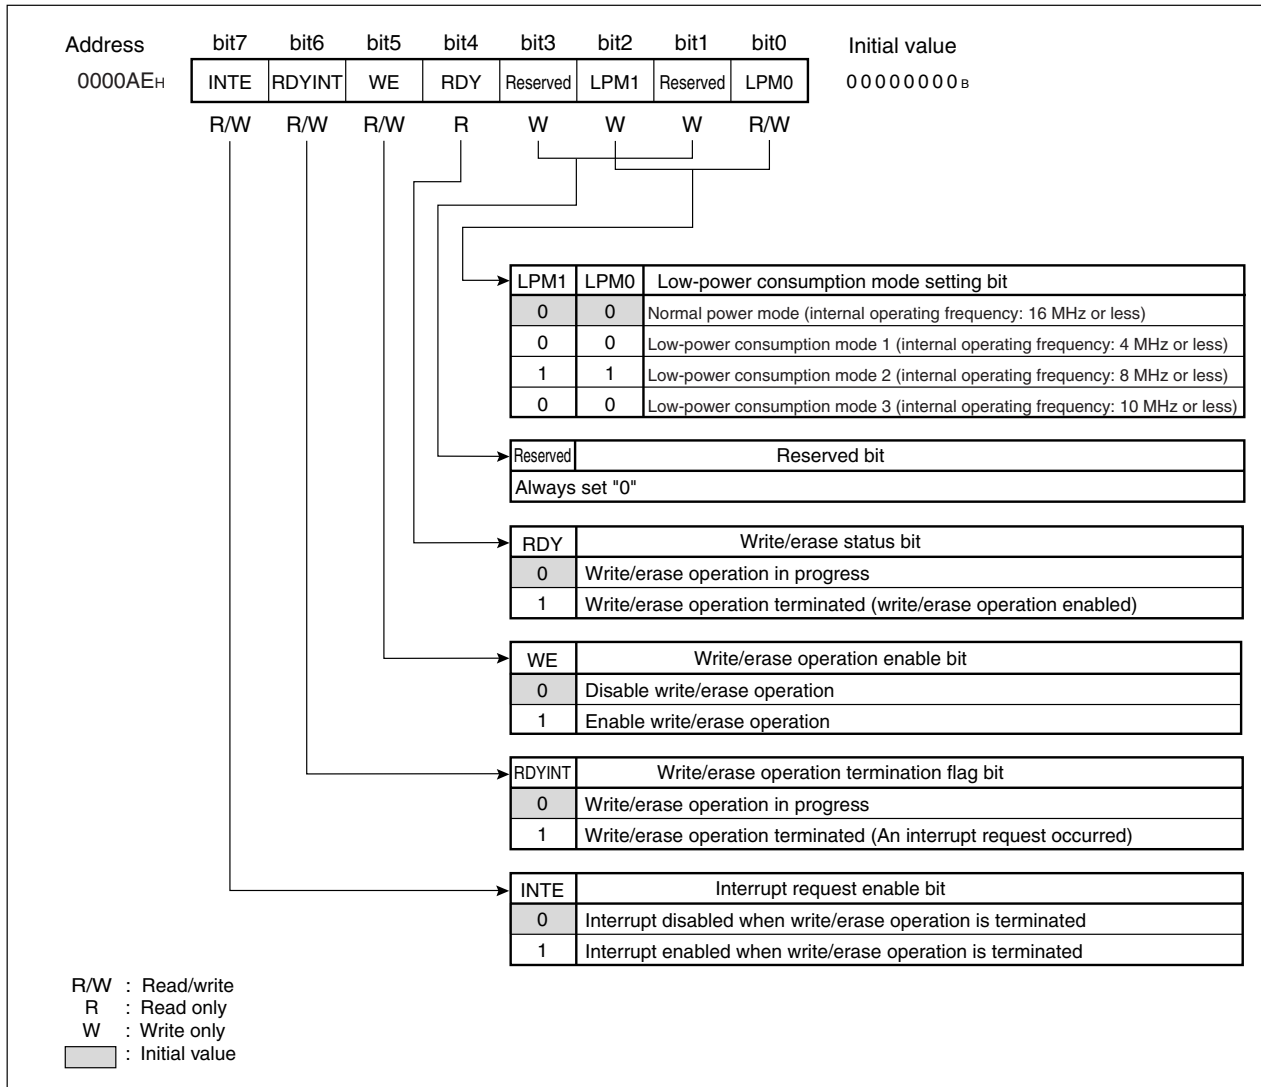 Address bit7 bit6 bit5 bit4 bit3 bit2 bit1 bit0 Initial value
0000AEH INTE RDYINT WE RDY Reserved LPM1 Reserved LPM0 00000000B
R/W R/W R/W R W W W R/W
LPM1 LPM0 Low-power consumption mode setting bit
0 0 Normal power mode (internal operating frequency: 16 MHz or less)
0 0 Low-power consumption mode 1 (internal operating frequency: 4 MHz or less)
1 1 Low-power consumption mode 2 (internal operating frequency: 8 MHz or less)
0 0 Low-power consumption mode 3 (internal operating frequency: 10 MHz or less)
Reserved Reserved bit
Always set "0"
RDY Write/erase status bit
0 Write/erase operation in progress
1 Write/erase operation terminated (write/erase operation enabled)
WE Write/erase operation enable bit
0 Disable write/erase operation
1 Enable write/erase operation
RDYINT Write/erase operation termination flag bit
0 Write/erase operation in progress
1 Write/erase operation terminated (An interrupt request occurred)
INTE Interrupt request enable bit
0 Interrupt disabled when write/erase operation is terminated
1 Interrupt enabled when write/erase operation is terminated
R/W : Read/write
R : Read only
W : Write only
: Initial value